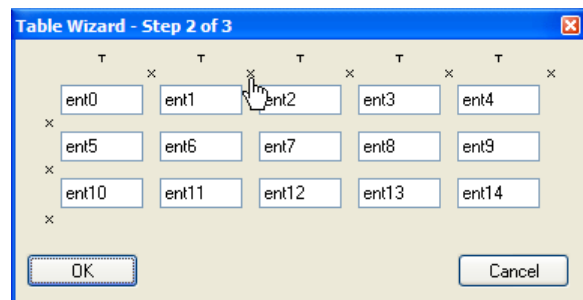 Table Wizard - Step 2 of 3
T T T T T
x x x x x
ent0 ent1 ent2 ent3 ent4
x
ent5 ent6 ent7 ent8 ent9
x
ent10 ent11 ent12 ent13 ent14
x
OK Cancel